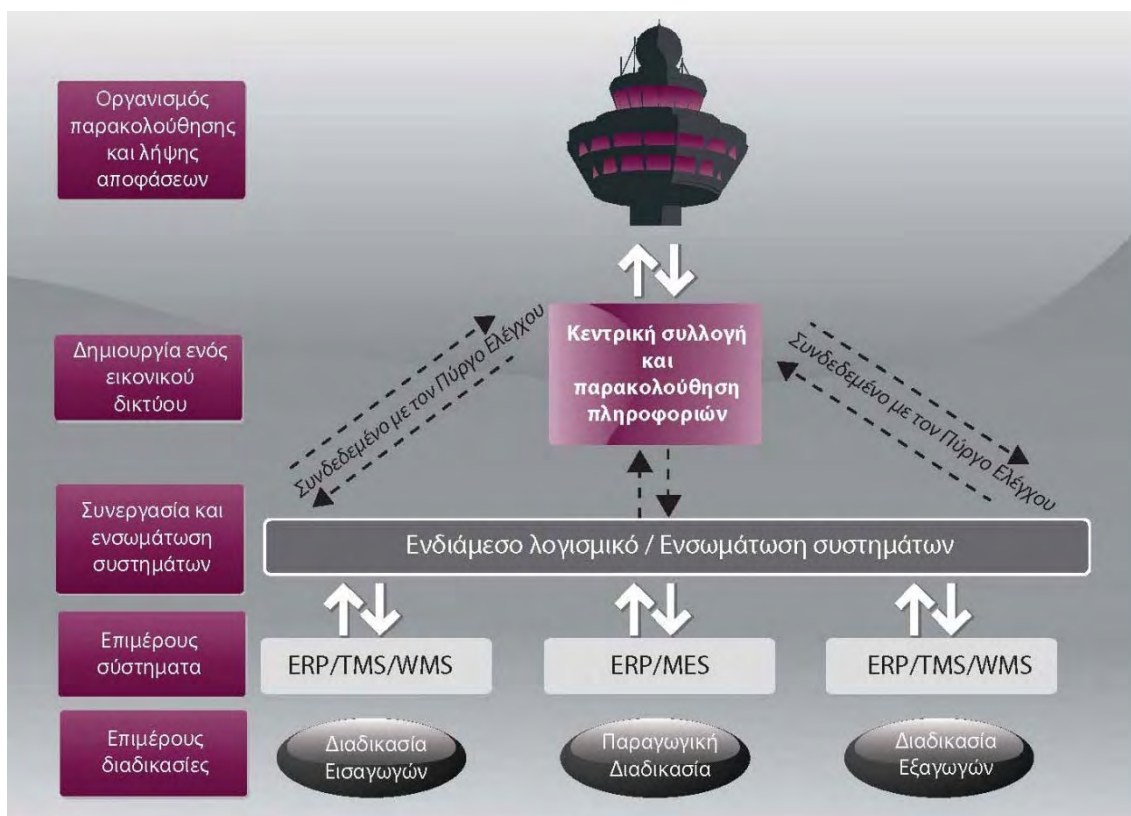 Οργανισμός
παρακολούθησης
και λήψης
αποφάσεων
Δημιουργία ενός
εικονικού
δικτύου
Συνδεδεμένο με τον Πύργο Ελέγχου
Κεντρική συλλογή
και
παρακολούθηση
πληροφοριών
Συνδεδεμένο με τον Πύργο Ελέγχου
Συνεργασία και
ενσωμάτωση
συστημάτων
Ενδιάμεσο λογισμικό / Ενσωμάτωση συστημάτων
Επιμέρους
σύστηματα
ERP/TMS/WMS
ERP/MES
ERP/TMS/WMS
Επιμέρους
διαδικασίες
Διαδικασία
Εισαγωγών
Παραγωγική
Διαδικασία
Διαδικασία
Εξαγωγών